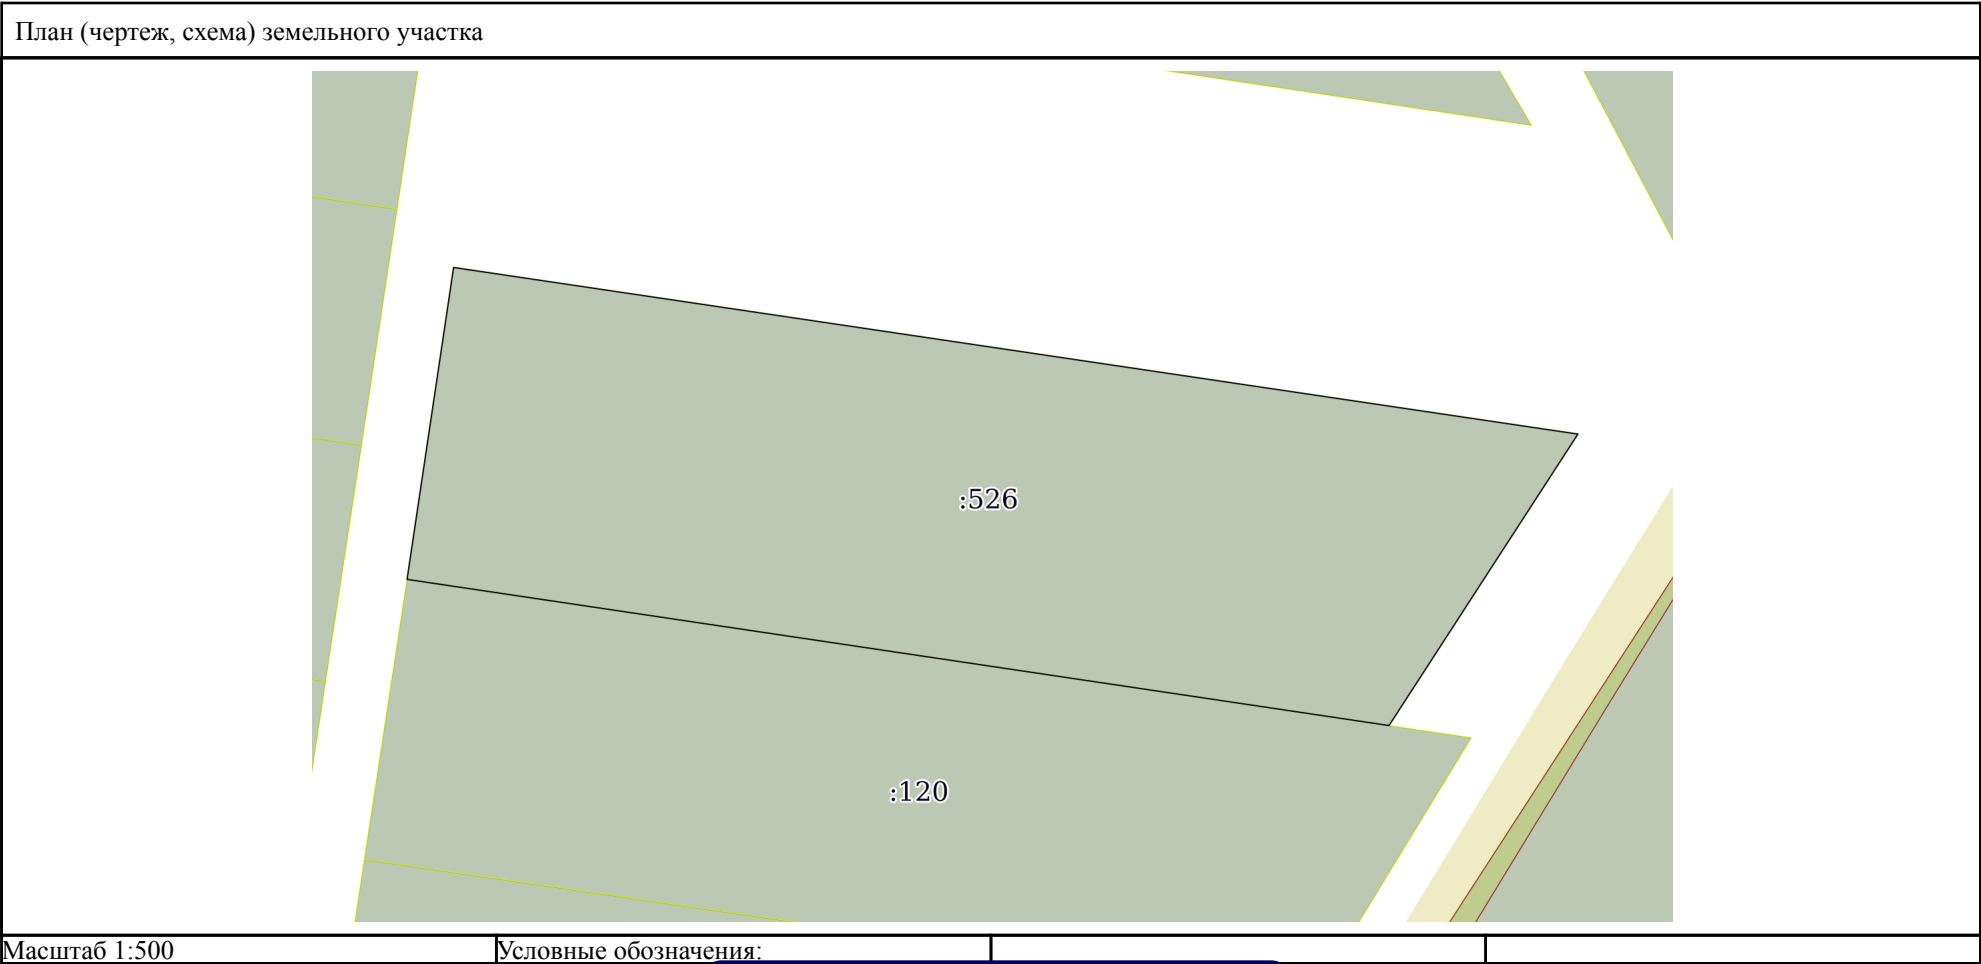 План (чертеж, схема) земельного участка
:526
:120
Масштаб 1:500
Условные обозначения: